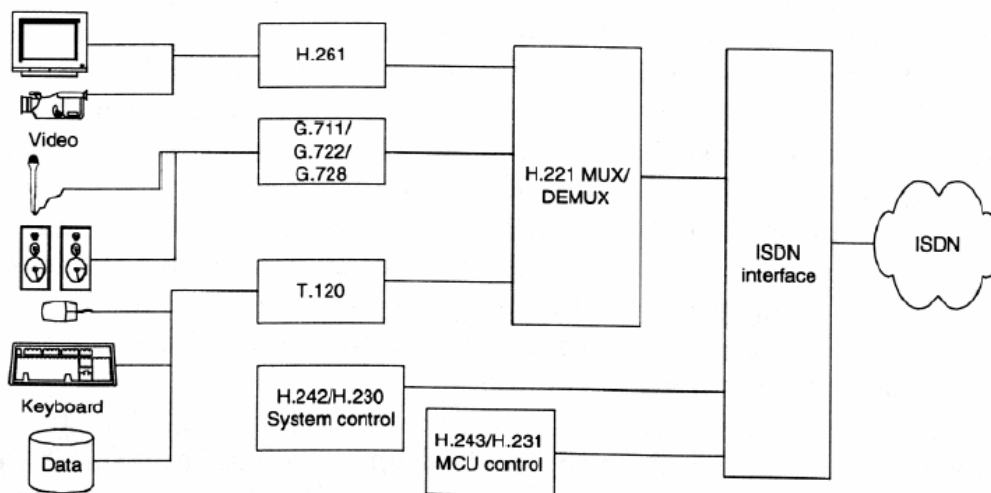 H.261
Video
G.711/
G.722/
G.728
H.221 MUX/
DEMUX
ISDN
interface
ISDN
T.120
Keyboard
H.242/H.230
System control
H.243/H.231
MCU control
Data